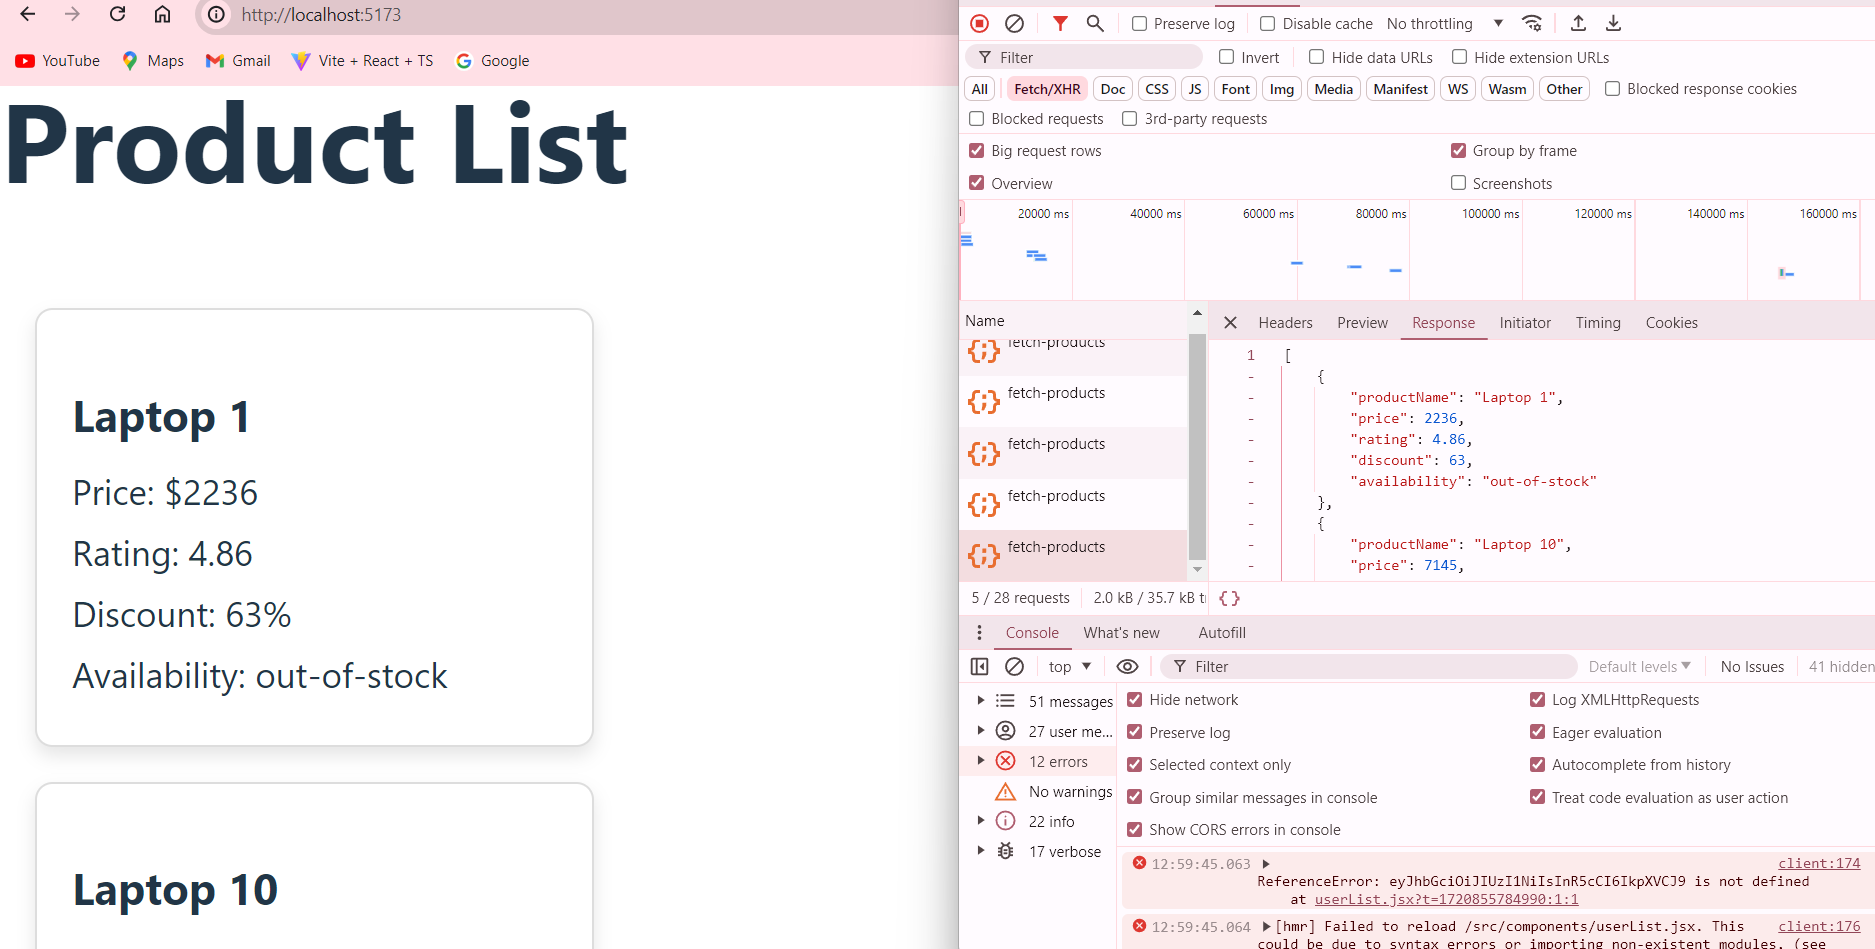 http://localhost:5173
YouTube Maps Gmail Vite + React + TS Google
Product List
Laptop 1
Price: $2236
Rating: 4.86
Discount: 63%
Availability: out-of-stock
Laptop 10
Preserve log Disable cache No throttling
Filter Invert Hide data URLs Hide extension URLs
All Fetch/XHR Doc CSS JS Font Img Media Manifest WS Wasm Other Blocked response cookies
Blocked requests 3rd-party requests
Big request rows Group by frame
Overview Screenshots
20000 ms 40000 ms 60000 ms 80000 ms 100000 ms 120000 ms 140000 ms 160000 ms
Name
fetch-products
fetch-products
fetch-products
fetch-products
fetch-products
5 / 28 requests 2.0 kB / 35.7 kB
Headers Preview Response Initiator Timing Cookies
1 [
- {
- "productName": "Laptop 1",
- "price": 2236,
- "rating": 4.86,
- "discount": 63,
- "availability": "out-of-stock"
- },
- {
- "productName": "Laptop 10",
- "price": 7145,
{}
Console What's new Autofill
top Filter Default levels No Issues 41 hidden
51 messages
27 user me...
12 errors
No warnings
22 info
17 verbose
Hide network Log XMLHttpRequests
Preserve log Eager evaluation
Selected context only Autocomplete from history
Group similar messages in console Treat code evaluation as user action
Show CORS errors in console
12:59:45.063 client:174
ReferenceError: eyJhbGciOiJIUzI1NiIsInR5cCI6IkpXVCJ9 is not defined
at userList.jsx?t=1720855784990:1:1
12:59:45.064 [hmr] Failed to reload /src/components/userList.jsx. This client:176
could be due to syntax errors or importing non-existent modules. (see